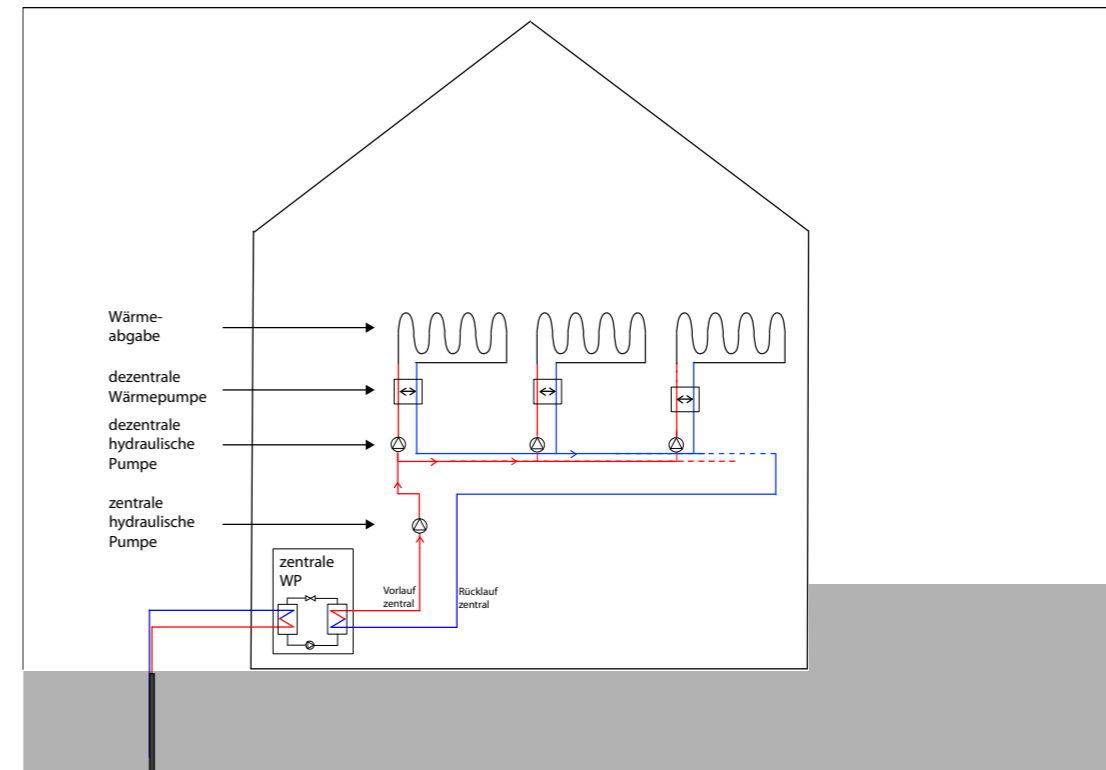 Wärme-
abgabe
dezentrale
Wärmepumpe
dezentrale
hydraulische
Pumpe
zentrale
hydraulische
Pumpe
zentrale
WP
Vorlauf
zentral
Rücklauf
zentral